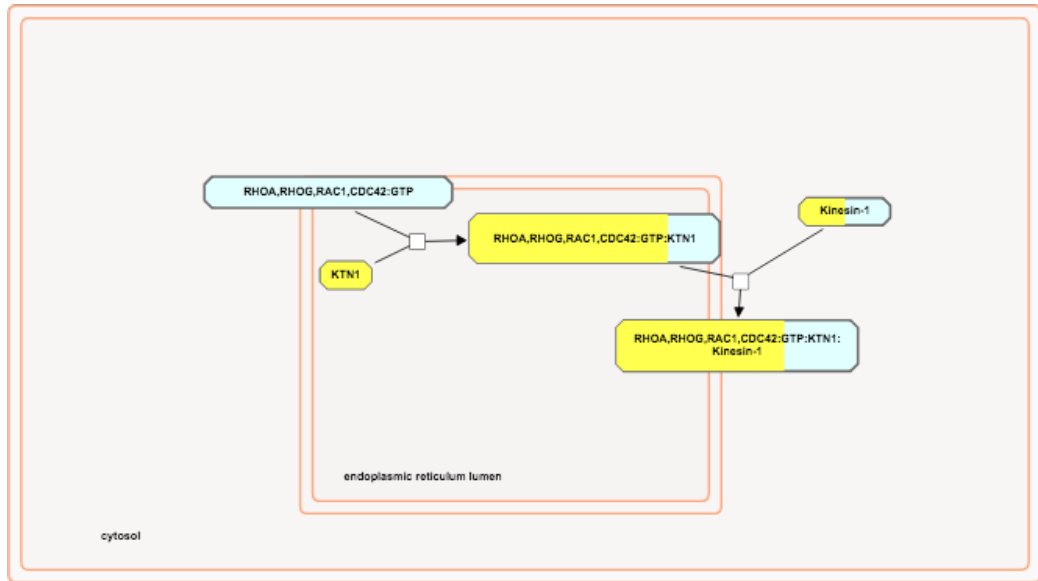 RHOA,RHOG,RAC1,CDC42:GTP
Kinesin-1
RHOA,RHOG,RAC1,CDC42:GTP:KTN1
KTN1
RHOA,RHOG,RAC1,CDC42:GTP:KTN1:
Kinesin-1
endoplasmic reticulum lumen
cytosol